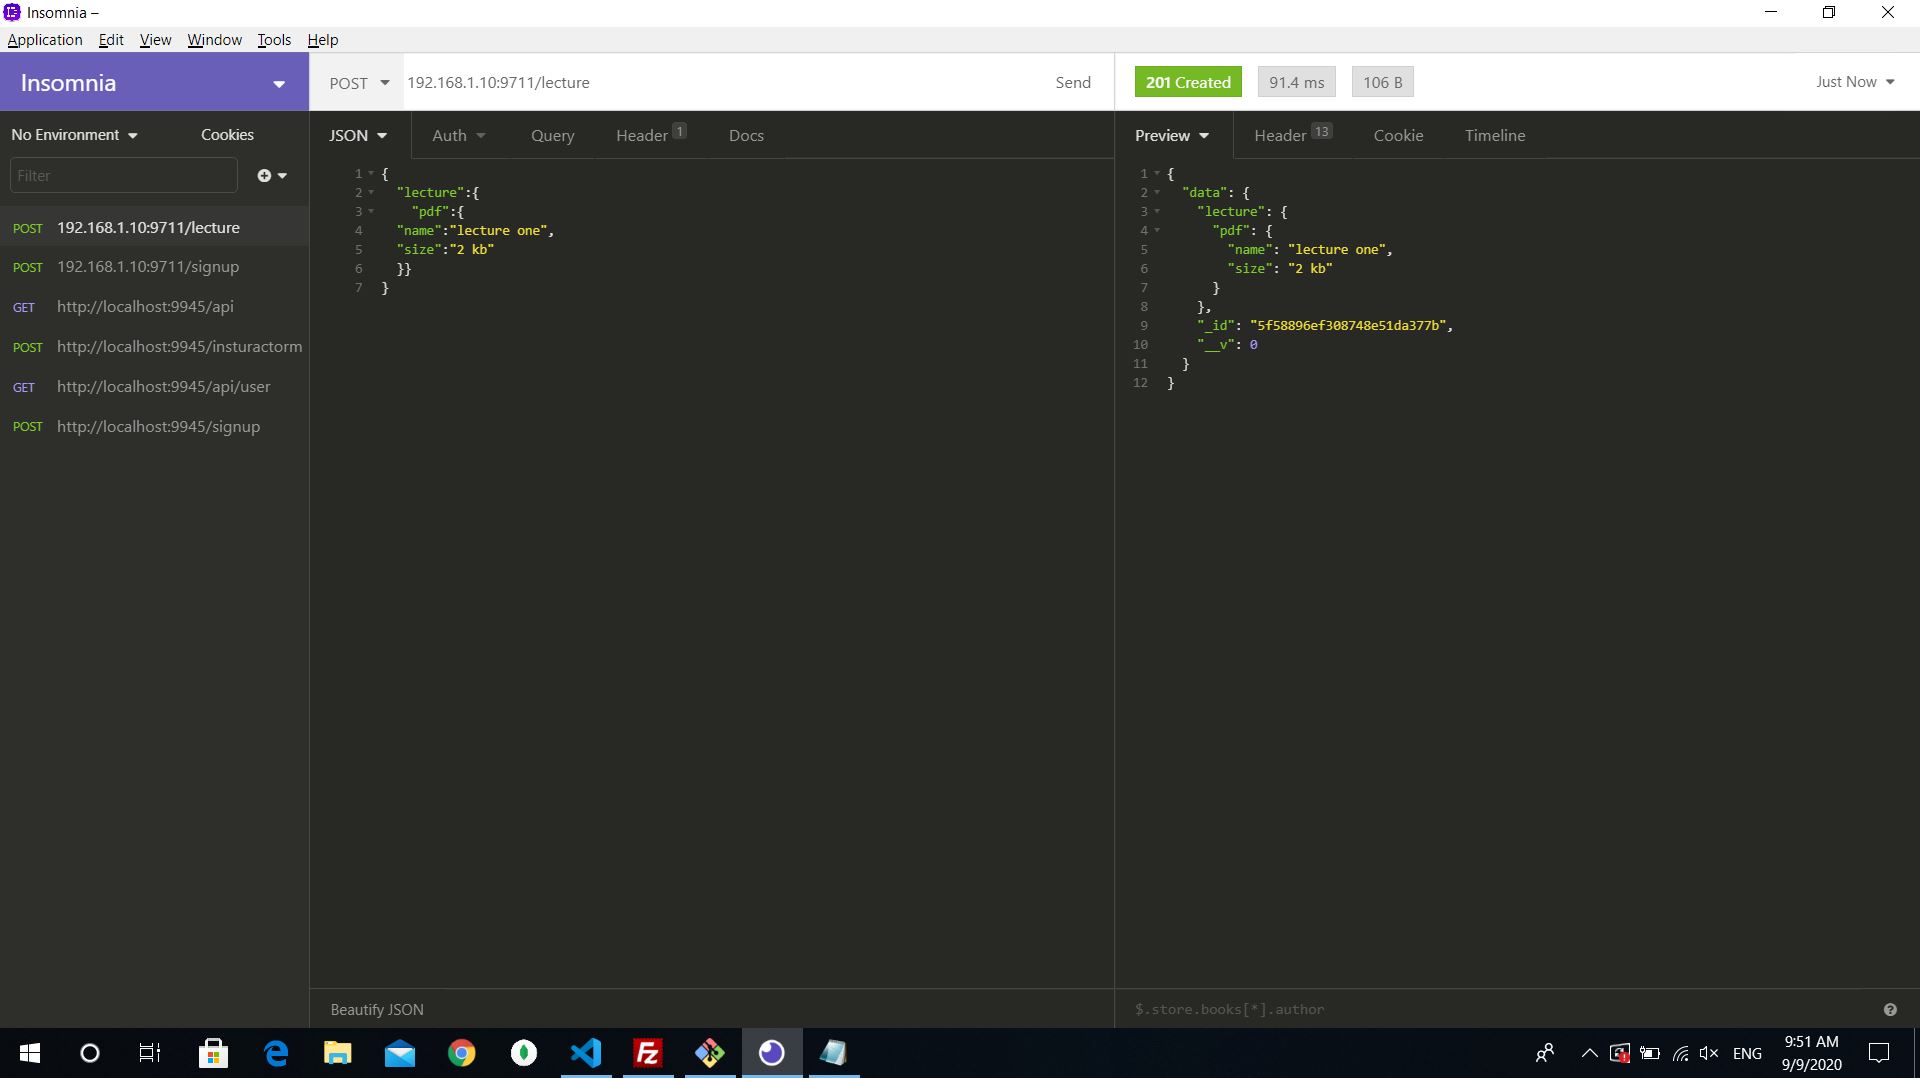 Insomnia –
Application Edit View Window Tools Help
Insomnia
POST 192.168.1.10:9711/lecture Send
201 Created 91.4 ms 106 B Just Now
No Environment Cookies
JSON Auth Query Header 1 Docs
Preview Header 13 Cookie Timeline
Filter
POST 192.168.1.10:9711/lecture
POST 192.168.1.10:9711/signup
GET http://localhost:9945/api
POST http://localhost:9945/insturactorm
GET http://localhost:9945/api/user
POST http://localhost:9945/signup
1 {
2 "lecture":{
3 "pdf":{
4 "name":"lecture one",
5 "size":"2 kb"
6 }}
7 }
Beautify JSON
1 {
2 "data": {
3 "lecture": {
4 "pdf": {
5 "name": "lecture one",
6 "size": "2 kb"
7 }
8 },
9 "_id": "5f58896ef308748e51da377b",
10 "__v": 0
11 }
12 }
$.store.books[*].author
ENG
9:51 AM
9/9/2020